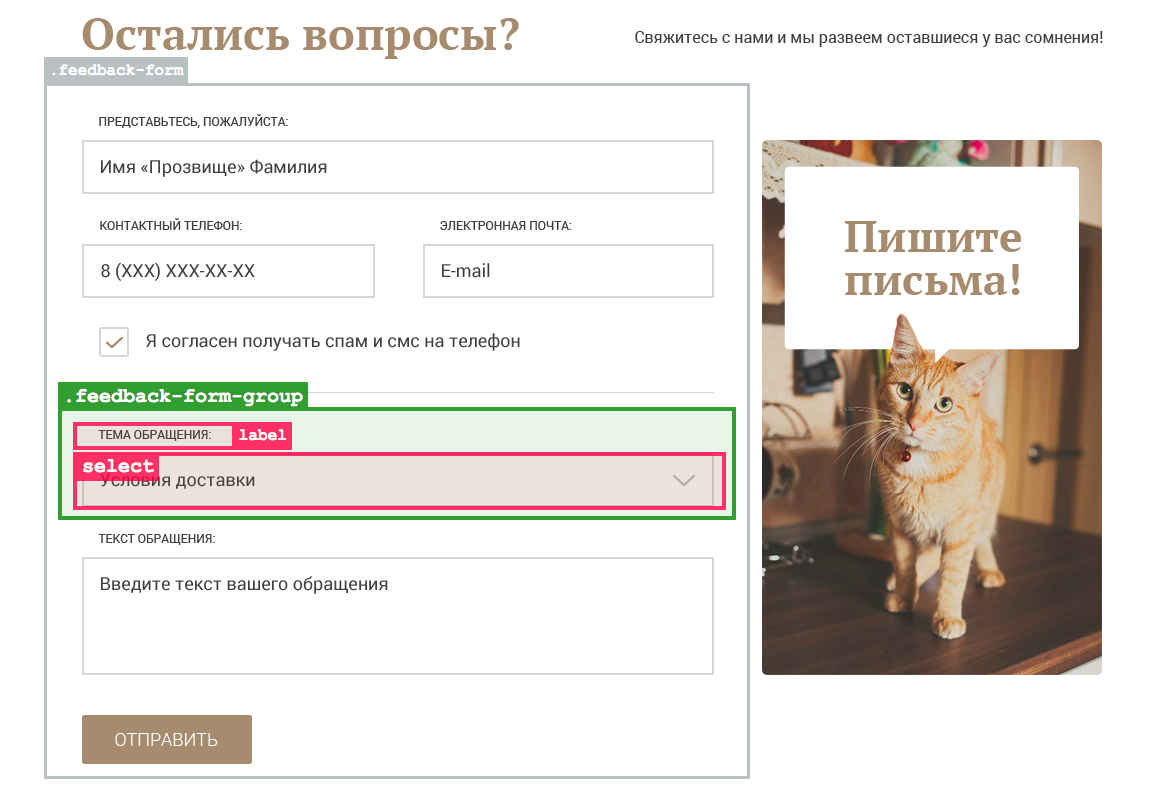 Остались вопросы?
Свяжитесь с нами и мы развеем оставшиеся у вас сомнения!
.feedback-form
ПРЕДСТАВЬТЕСЬ, ПОЖАЛУЙСТА:
Имя «Прозвище» Фамилия
КОНТАКТНЫЙ ТЕЛЕФОН:
ЭЛЕКТРОННАЯ ПОЧТА:
8 (XXX) XXX-XX-XX
E-mail
Я согласен получать спам и смс на телефон
.feedback-form-group
ТЕМА ОБРАЩЕНИЯ:
label
select
Условия доставки
ТЕКСТ ОБРАЩЕНИЯ:
Введите текст вашего обращения
ОТПРАВИТЬ
Пишите
письма!